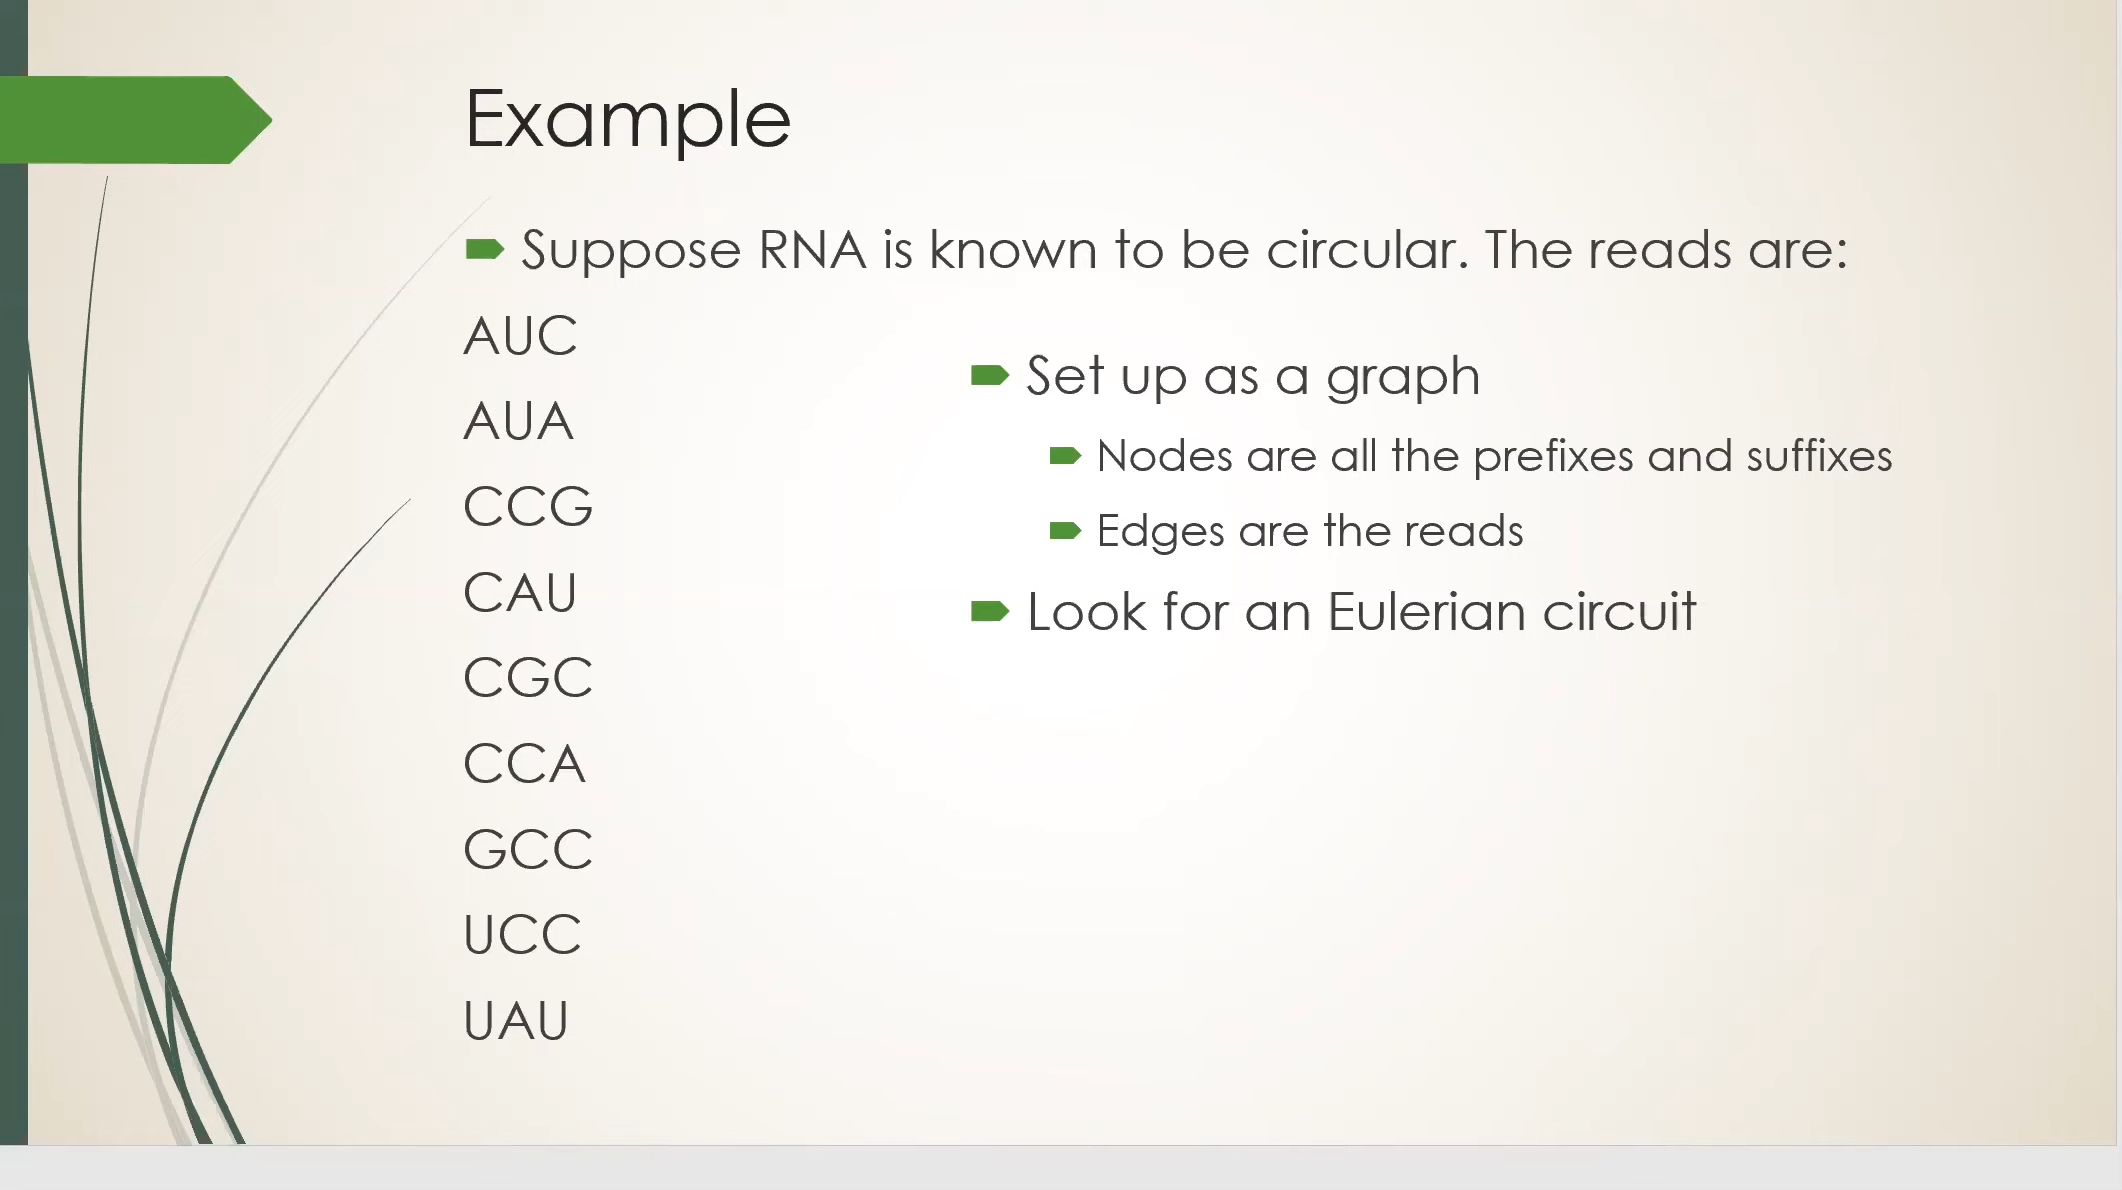 Example
Suppose RNA is known to be circular. The reads are:
AUC
AUA
CCG
CAU
CGC
CCA
GCC
UCC
UAU
Set up as a graph
Nodes are all the prefixes and suffixes
Edges are the reads
Look for an Eulerian circuit